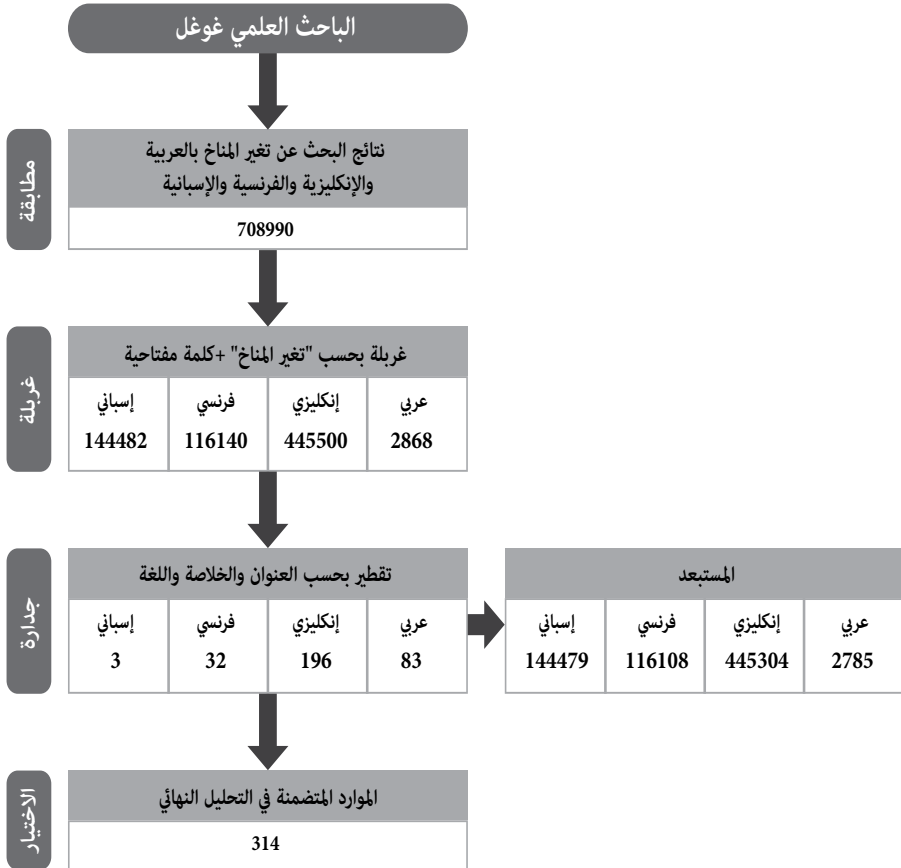 الباحث العلمي غوغل
مطابقة
نتائج البحث عن تغير المناخ بالعربية
والإنكليزية والفرنسية والإسبانية
708990
غربلة
غربلة بحسب "تغير المناخ" +كلمة مفتاحية
عربي إنكليزي فرنسي إسباني
2868 445500 116140 144482
جدارة
تقطير بحسب العنوان والخلاصة واللغة
عربي إنكليزي فرنسي إسباني
83 196 32 3
المستبعد
عربي إنكليزي فرنسي إسباني
2785 445304 116108 144479
الاختيار
الموارد المتضمنة في التحليل النهائي
314